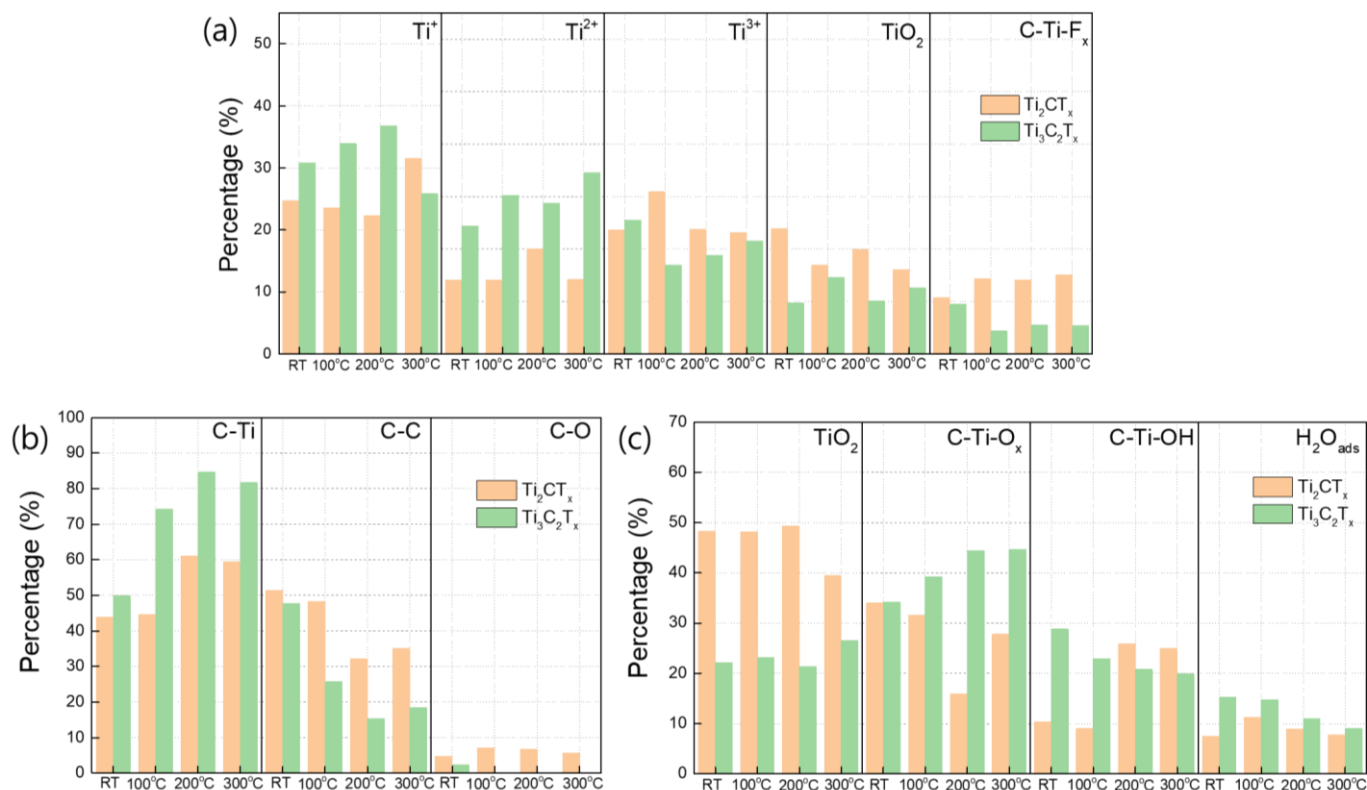 (a)
Ti⁺ Ti²⁺ Ti³⁺ TiO₂ C-Ti-Fₓ
Percentage (%)
50
40
30
20
10
0
Ti₂CTₓ
Ti₃C₂Tₓ
RT 100°C 200°C 300°C RT 100°C 200°C 300°C RT 100°C 200°C 300°C RT 100°C 200°C 300°C RT 100°C 200°C 300°C
(b)
C-Ti C-C C-O
Percentage (%)
100
90
80
70
60
50
40
30
20
10
0
Ti₂CTₓ
Ti₃C₂Tₓ
RT 100°C 200°C 300°C RT 100°C 200°C 300°C RT 100°C 200°C 300°C
(c)
TiO₂ C-Ti-Oₓ C-Ti-OH H₂Oₐdₛ
Percentage (%)
70
60
50
40
30
20
10
0
Ti₂CTₓ
Ti₃C₂Tₓ
RT 100°C 200°C 300°C RT 100°C 200°C 300°C RT 100°C 200°C 300°C RT 100°C 200°C 300°C